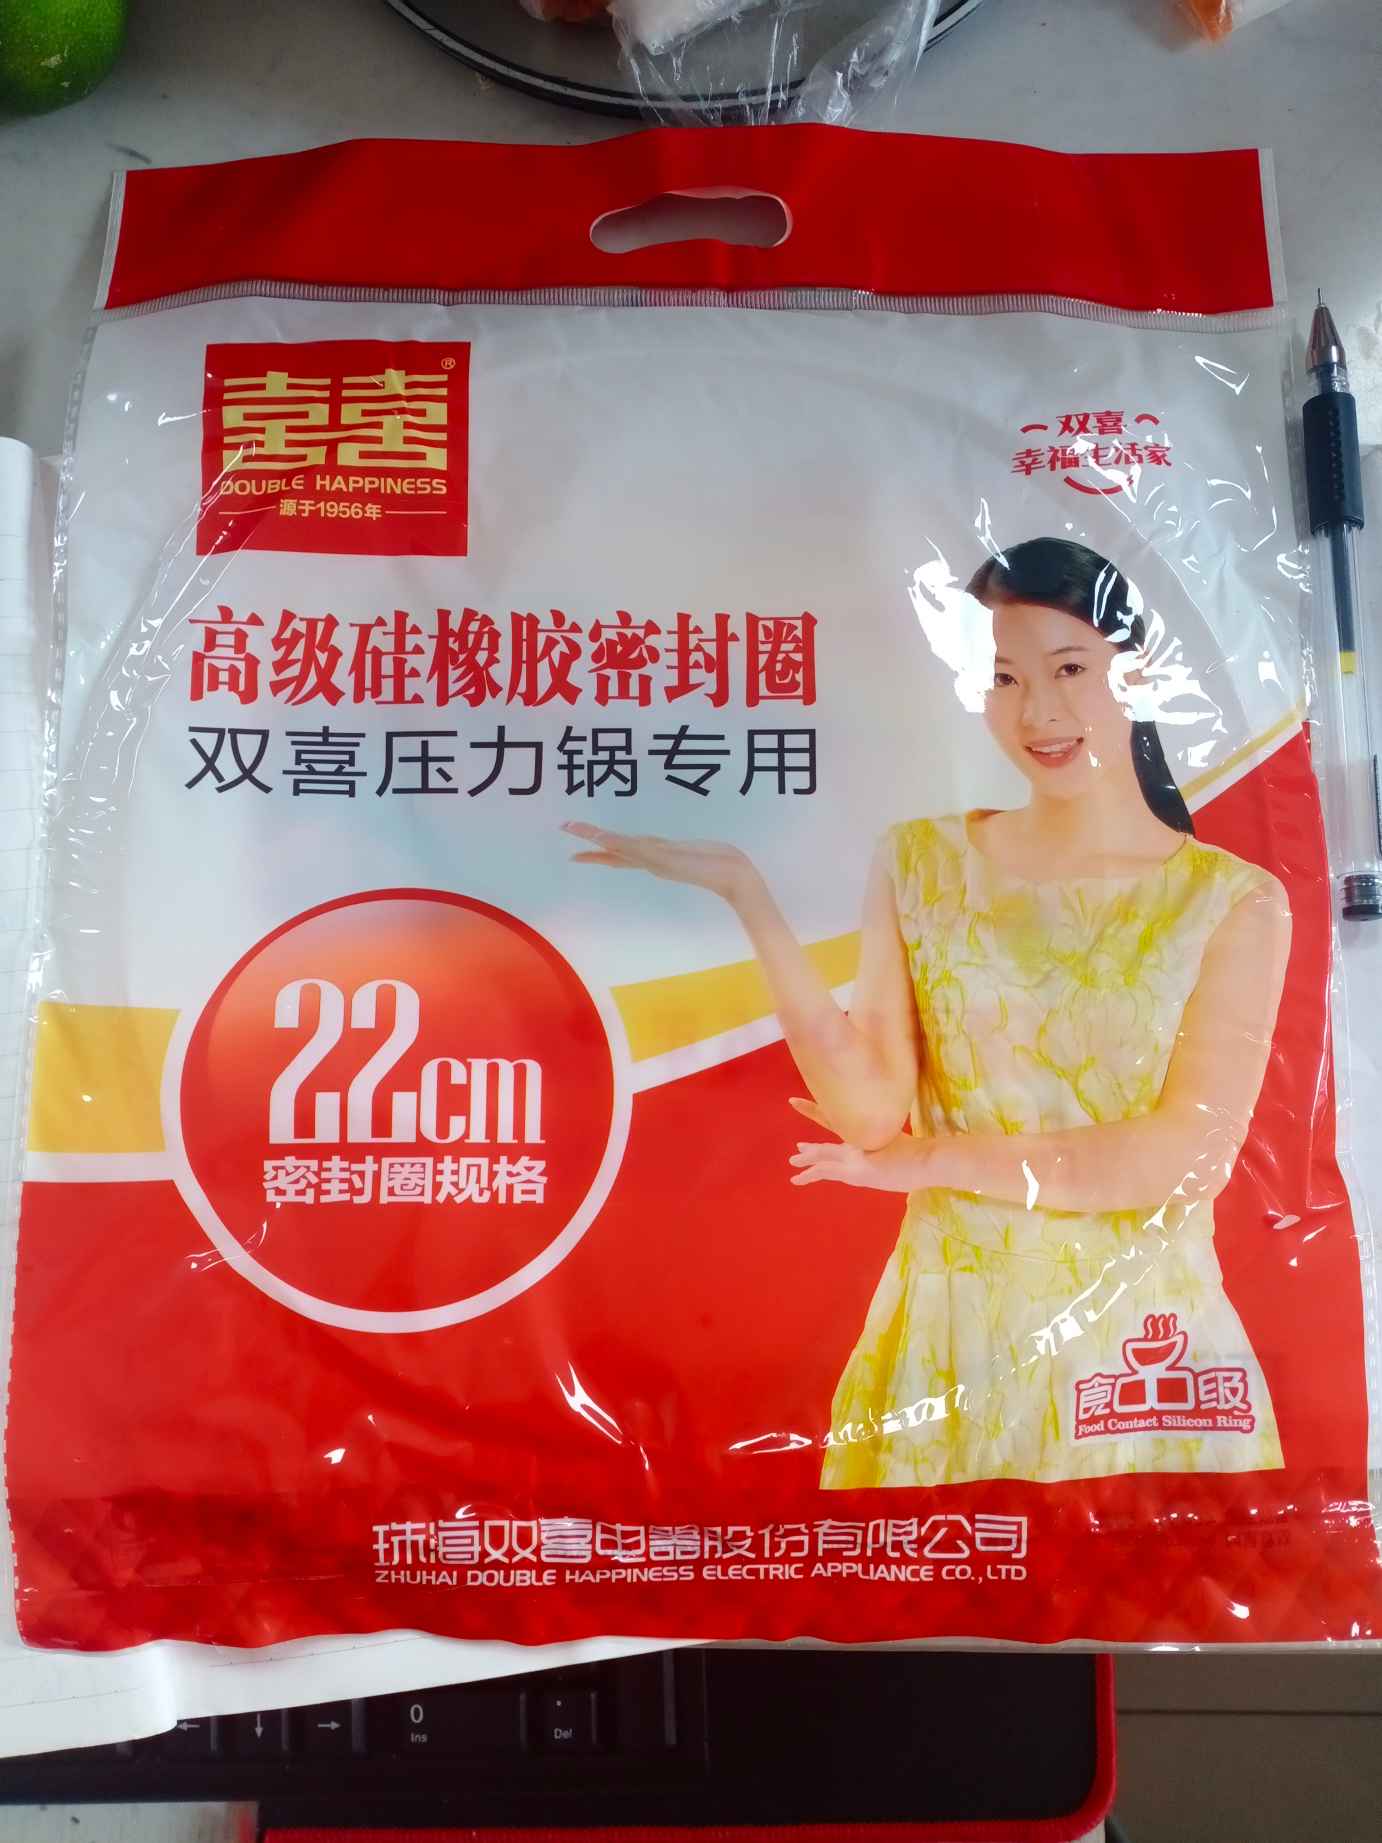 囍®
DOUBLE HAPPINESS
源于1956年
双喜
幸福生活家
高级硅橡胶密封圈
双喜压力锅专用
22cm
密封圈规格
食品级
Food Contact Silicon Ring
珠海双喜电器股份有限公司
ZHUHAI DOUBLE HAPPINESS ELECTRIC APPLIANCE CO.,LTD
← ↓ → 0 .
Ins Del